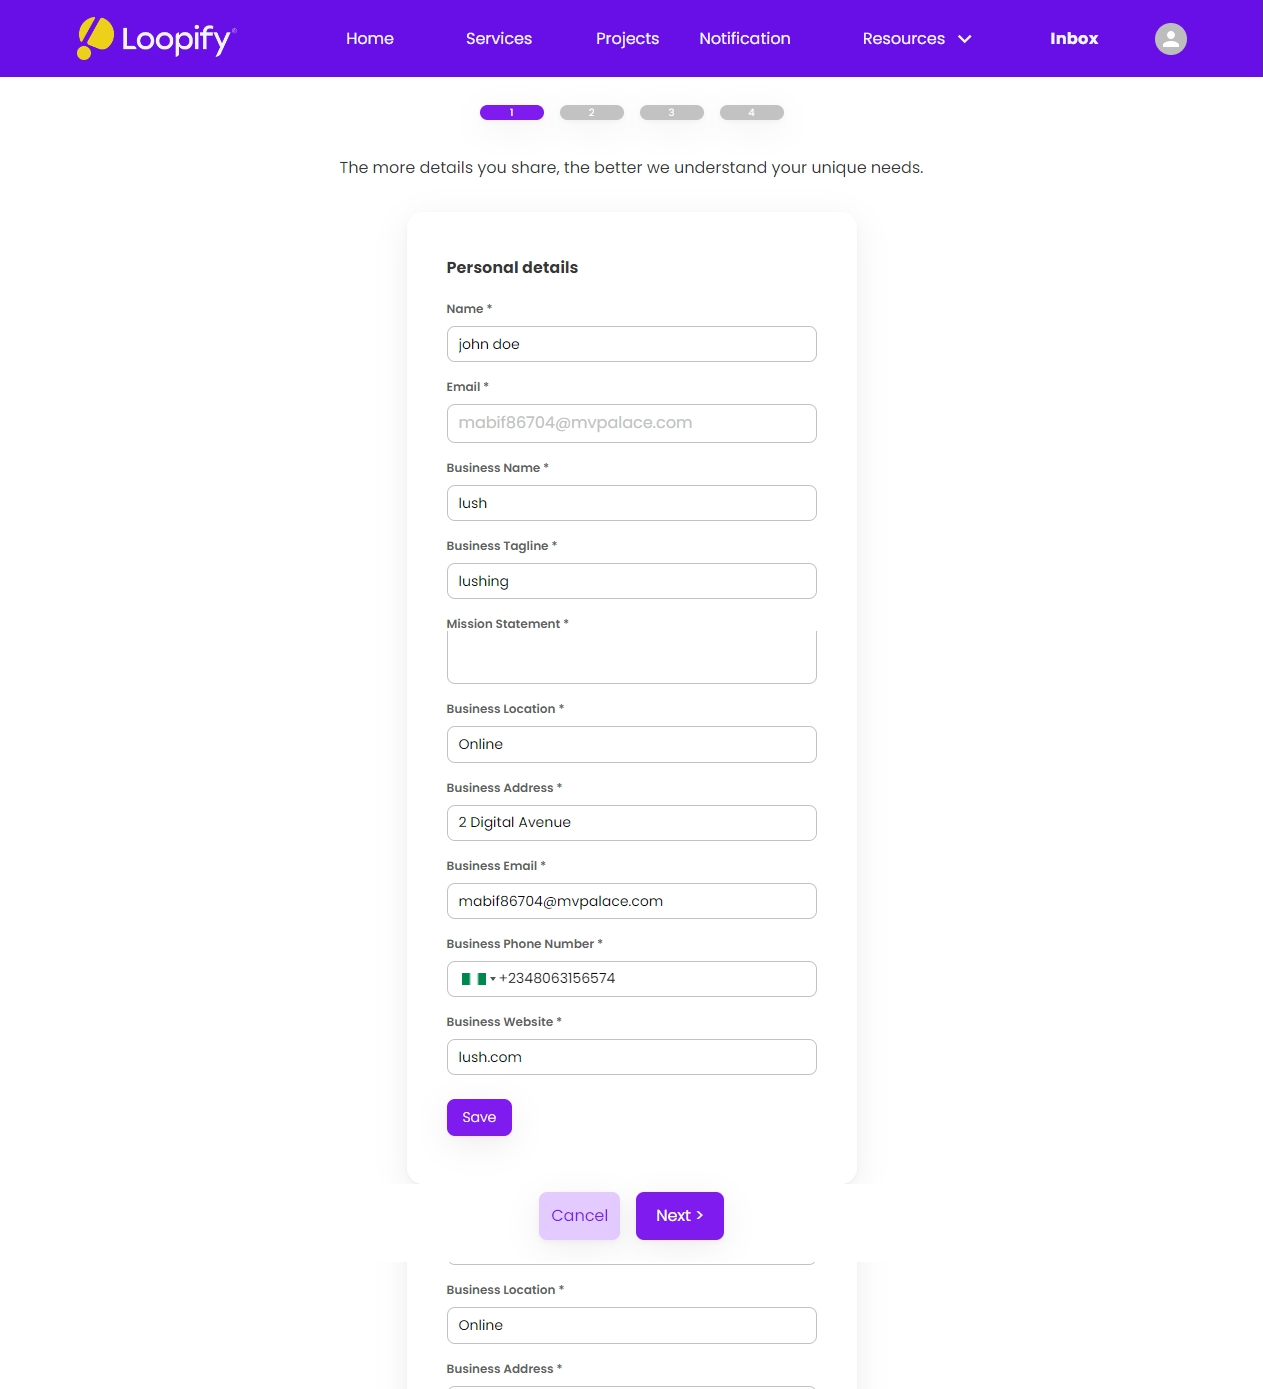 Loopify®
Home Services Projects Notification Resources Inbox
1 2 3 4
The more details you share, the better we understand your unique needs.
Personal details
Name *
john doe
Email *
mabif86704@mvpalace.com
Business Name *
lush
Business Tagline *
lushing
Mission Statement *
Business Location *
Online
Business Address *
2 Digital Avenue
Business Email *
mabif86704@mvpalace.com
Business Phone Number *
+2348063156574
Business Website *
lush.com
Save
Cancel Next >
Business Location *
Online
Business Address *